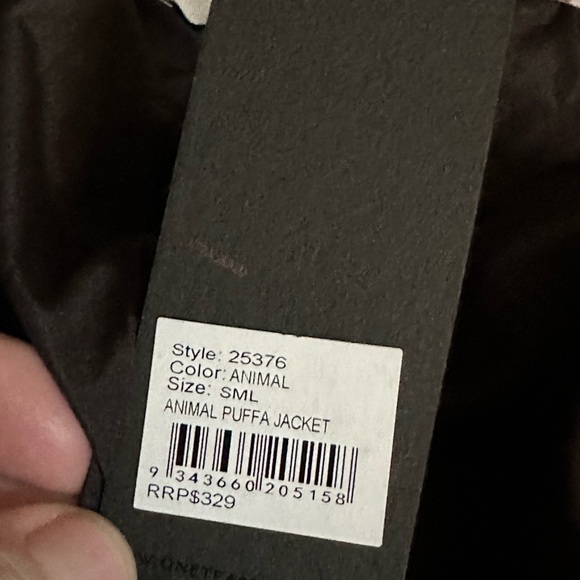 Style: 25376
Color: ANIMAL
Size: SML
ANIMAL PUFFA JACKET
9 343660 205158
RRP$329